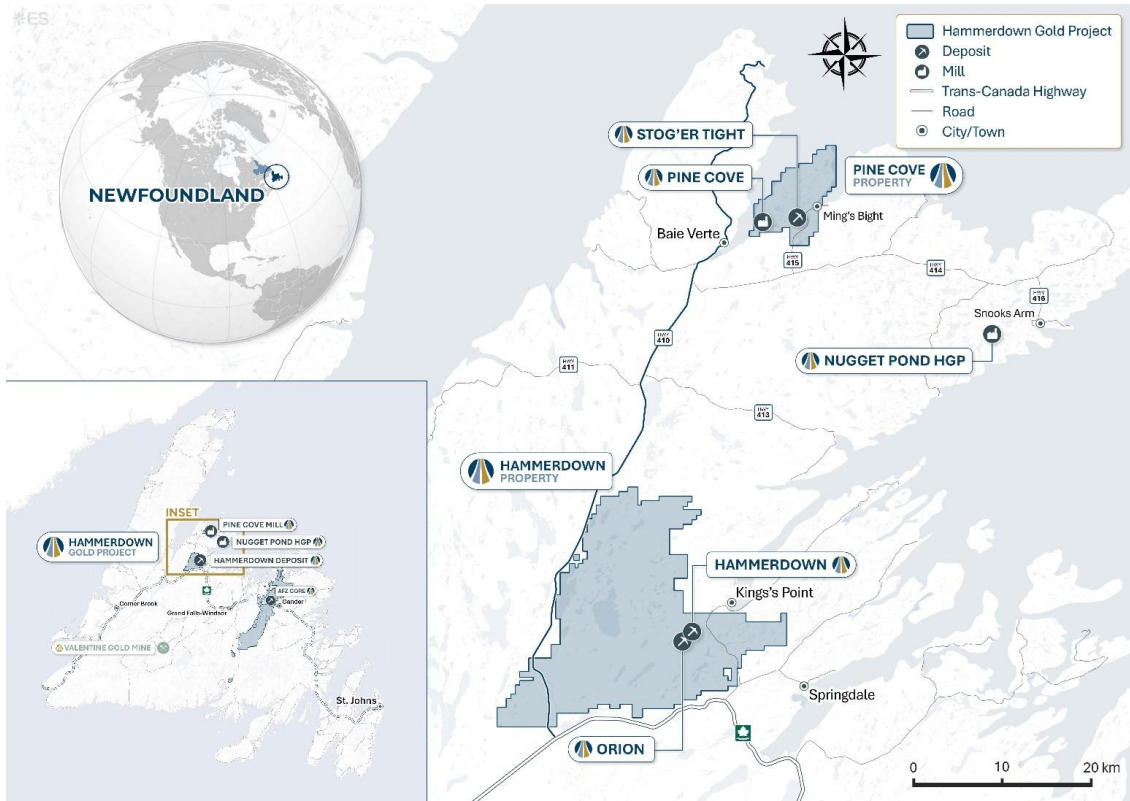 ES
NEWFOUNDLAND
Hammerdown Gold Project
Deposit
Mill
Trans-Canada Highway
Road
City/Town
STOG'ER TIGHT
PINE COVE
PINE COVE
PROPERTY
Ming's Bight
Baie Verte
HWY
415
HWY
414
HWY
416
Snooks Arm
HWY
410
NUGGET POND HGP
HWY
411
HWY
413
HAMMERDOWN
PROPERTY
HAMMERDOWN
Kings's Point
Springdale
ORION
0 10 20 km
INSET
PINE COVE MILL
NUGGET POND HGP
HAMMERDOWN
GOLD PROJECT
HAMMERDOWN DEPOSIT
AFZ CORE
Gander
Corner Brook
Grand Falls-Windsor
VALENTINE GOLD MINE
St. Johns